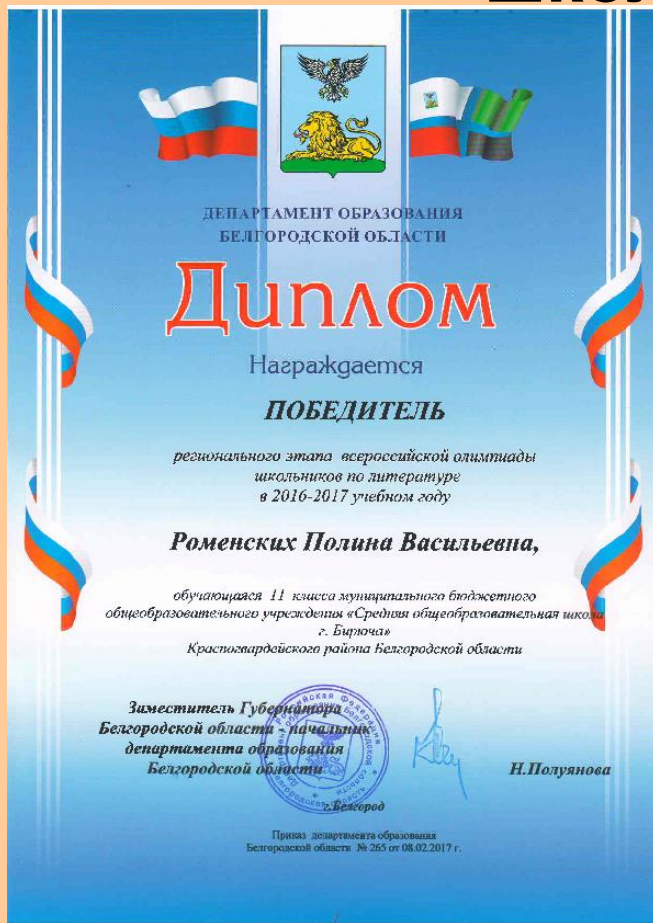 ДЕПАРТАМЕНТ ОБРАЗОВАНИЯ
БЕЛГОРОДСКОЙ ОБЛАСТИ
Диплом
Награждается
ПОБЕДИТЕЛЬ
регионального этапа всероссийской олимпиады
школьников по литературе
в 2016-2017 учебном году
Роменских Полина Васильевна,
обучающаяся 11 класса муниципального бюджетного
общеобразовательного учреждения «Средняя общеобразовательная школа
г. Бирюча»
Красногвардейского района Белгородской области
Заместитель Губернатора
Белгородской области - начальник
департамента образования
Белгородской области
Н.Полуянова
г.Белгород
Приказ департамента образования
Белгородской области № 265 от 08.02.2017 г.